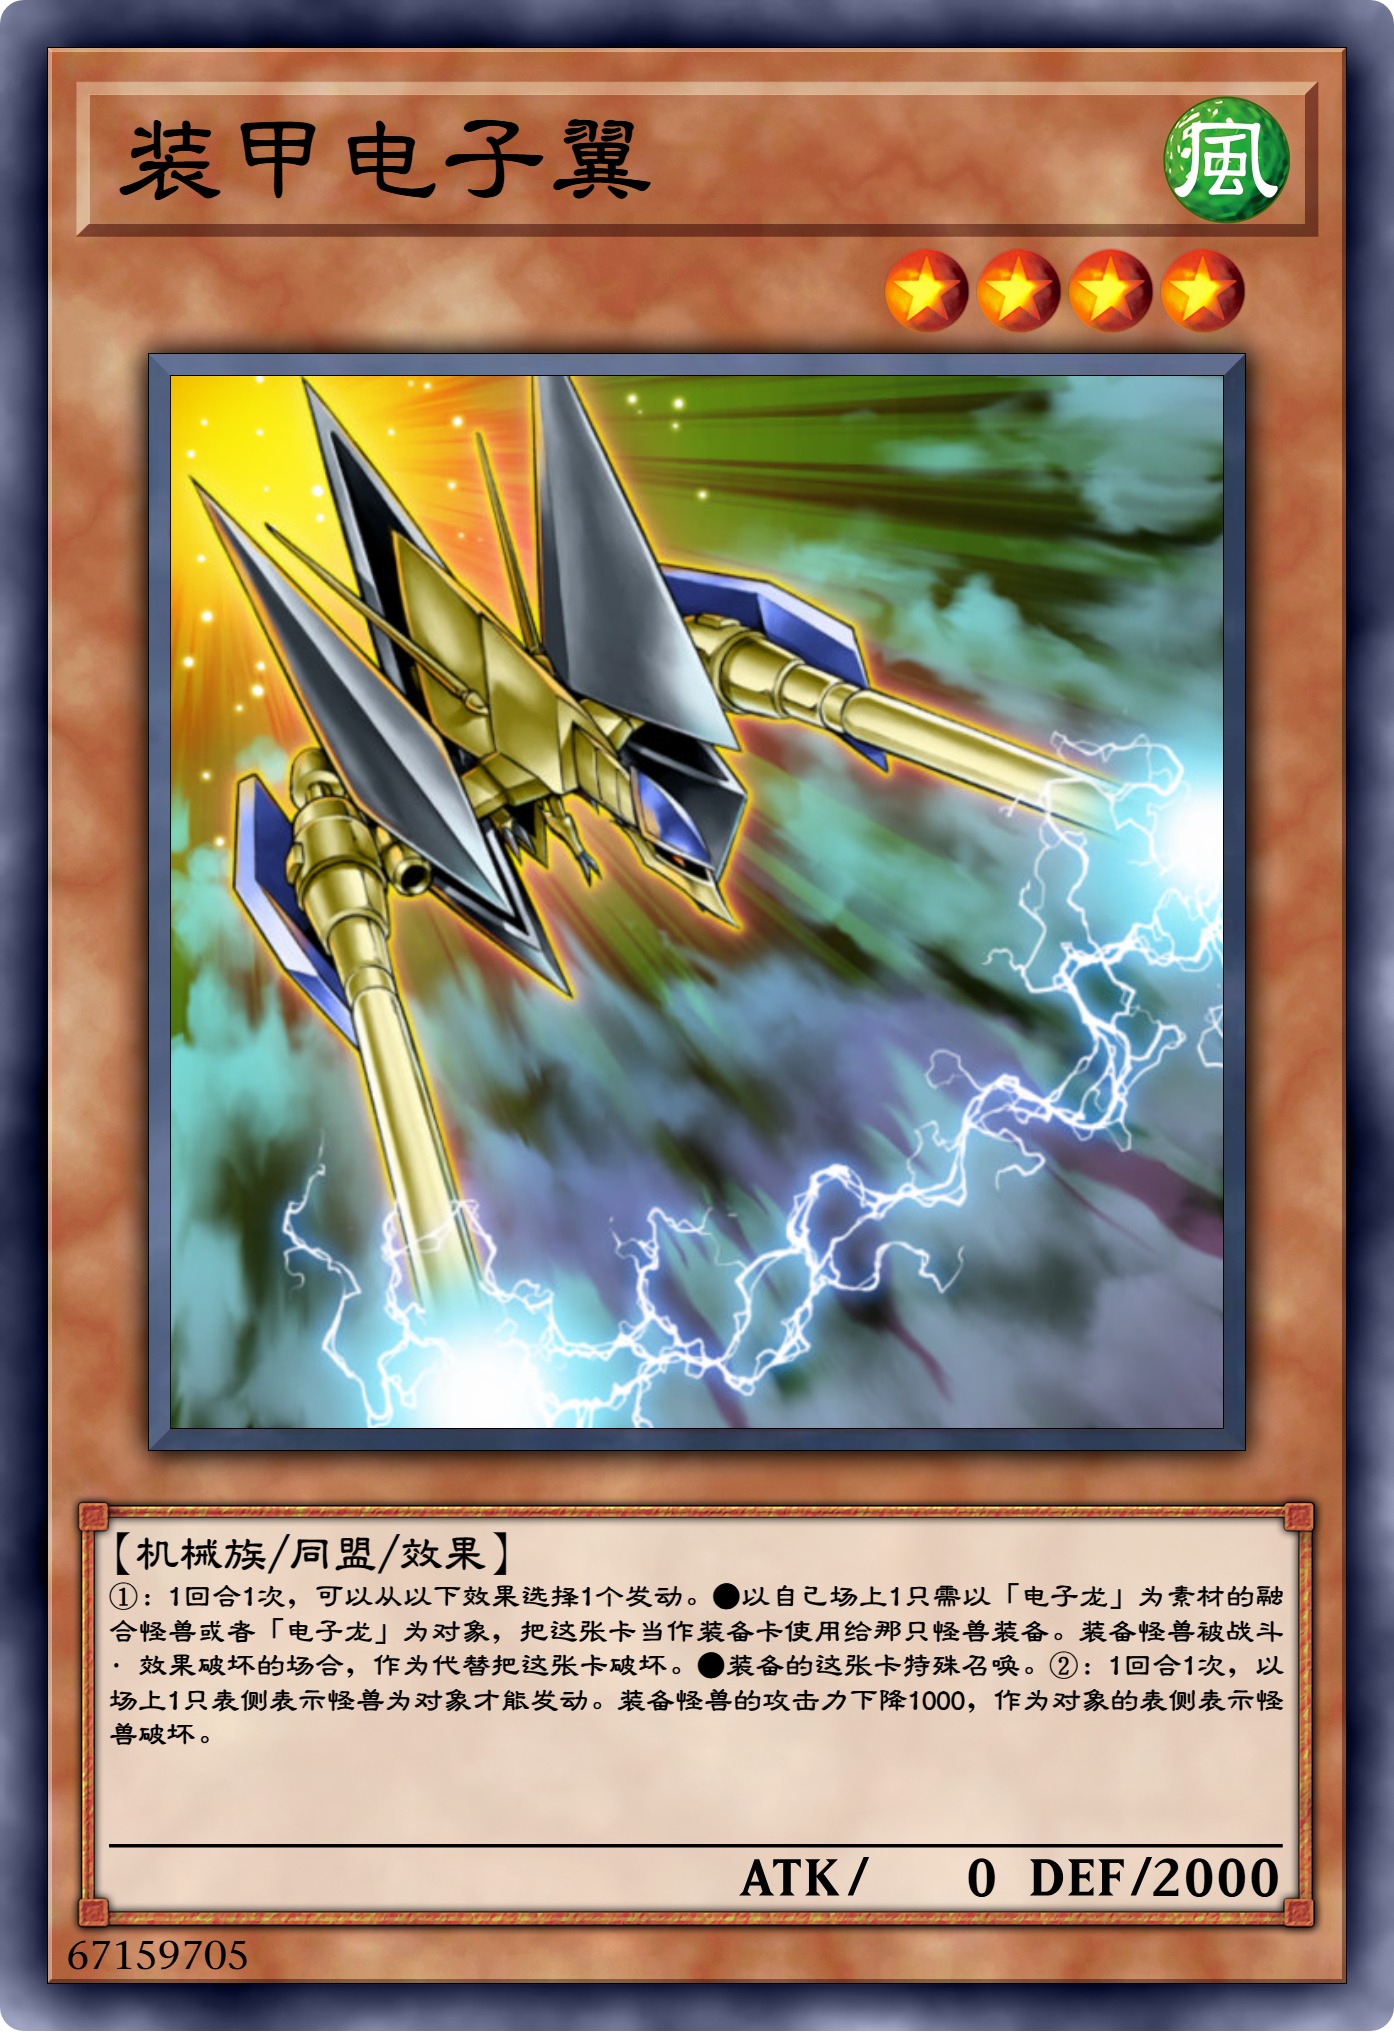 装甲电子翼
風
【机械族/同盟/效果】
①：1回合1次，可以从以下效果选择1个发动。●以自己场上1只需以「电子龙」为素材的融
合怪兽或者「电子龙」为对象，把这张卡当作装备卡使用给那只怪兽装备。装备怪兽被战斗
·效果破坏的场合，作为代替把这张卡破坏。●装备的这张卡特殊召唤。②：1回合1次，以
场上1只表侧表示怪兽为对象才能发动。装备怪兽的攻击力下降1000，作为对象的表侧表示怪
兽破坏。
ATK/ 0 DEF/2000
67159705